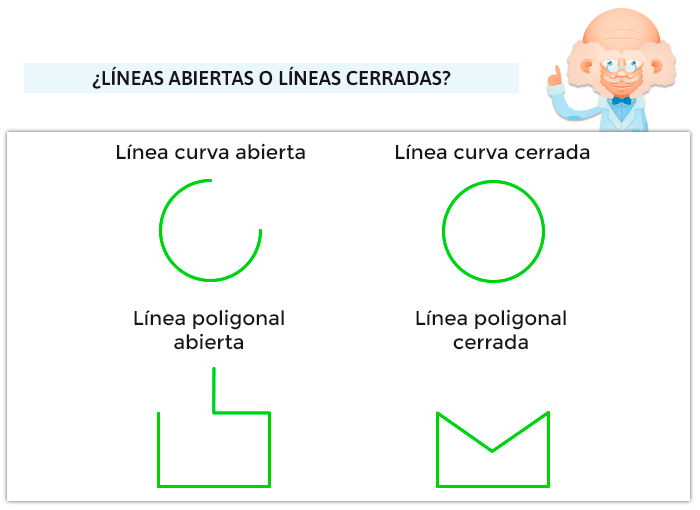 ¿LÍNEAS ABIERTAS O LÍNEAS CERRADAS?
Línea curva abierta
Línea curva cerrada
Línea poligonal
abierta
Línea poligonal
cerrada